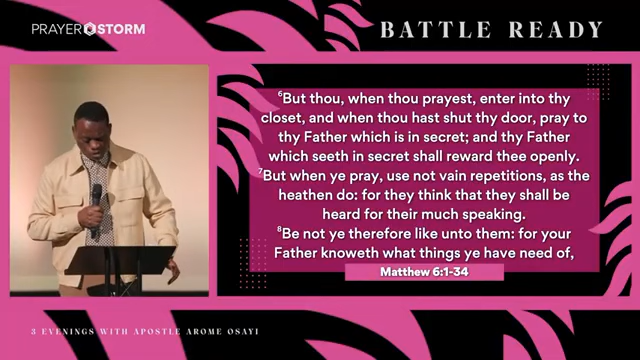 PRAYER STORM
BATTLE READY
⁶But thou, when thou prayest, enter into thy
closet, and when thou hast shut thy door, pray to
thy Father which is in secret; and thy Father
which seeth in secret shall reward thee openly.
⁷But when ye pray, use not vain repetitions, as the
heathen do: for they think that they shall be
heard for their much speaking.
⁸Be not ye therefore like unto them: for your
Father knoweth what things ye have need of,
Matthew 6:1-34
3 EVENINGS WITH APOSTLE AROME OSAYI